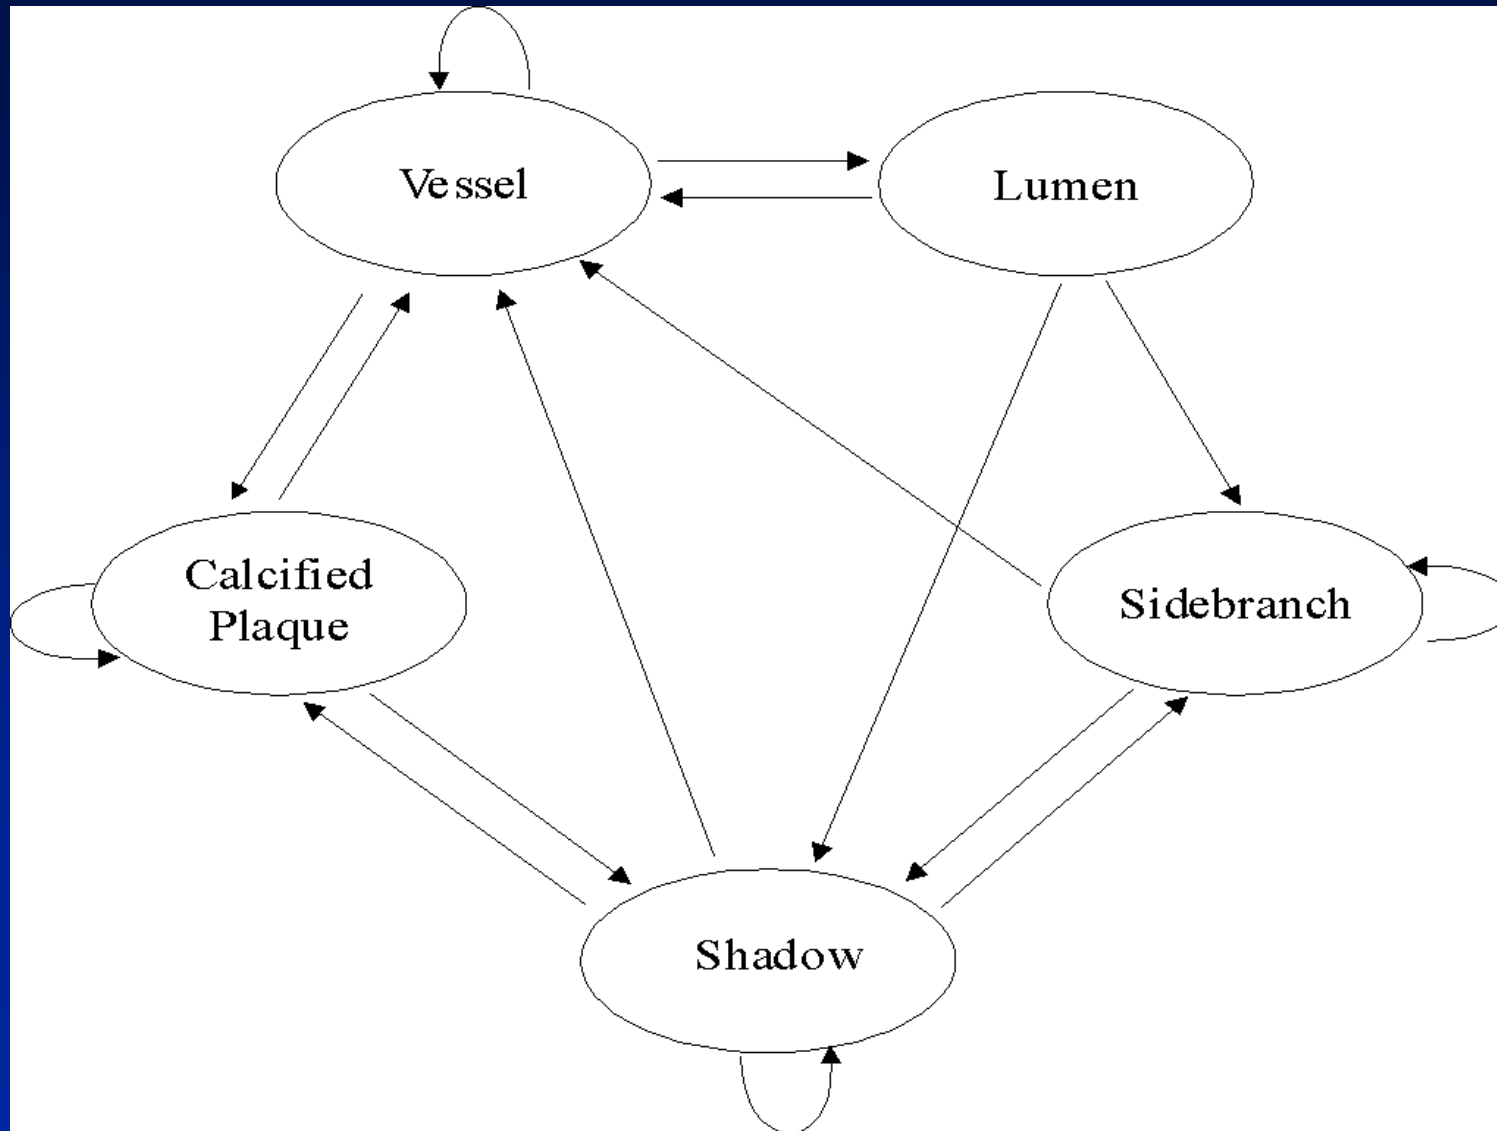 Vessel
Lumen
Calcified
Plaque
Sidebranch
Shadow